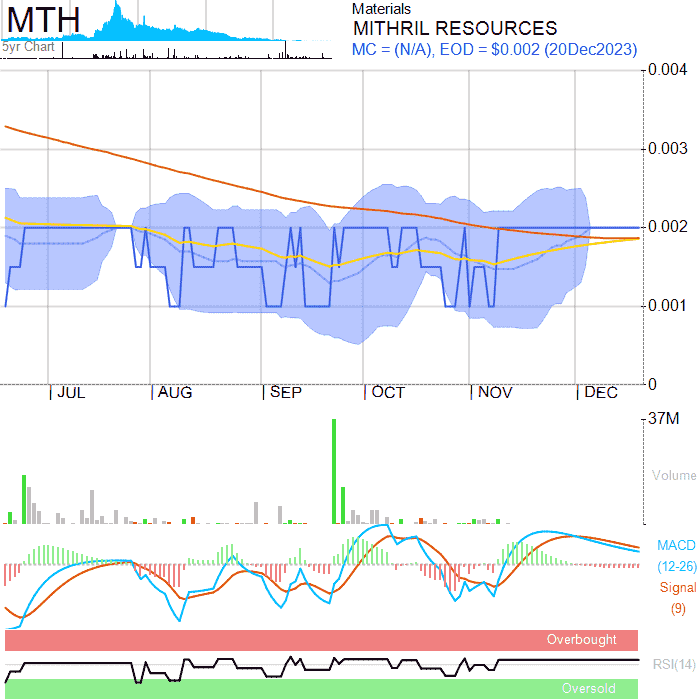 MTH
5yr Chart
Materials
MITHRIL RESOURCES
MC = (N/A), EOD = $0.002 (20Dec2023)
0.004
0.003
0.002
0.001
0
JUL AUG SEP OCT NOV DEC
37M
Volume
MACD
(12-26)
Signal
(9)
Overbought
RSI(14)
Oversold